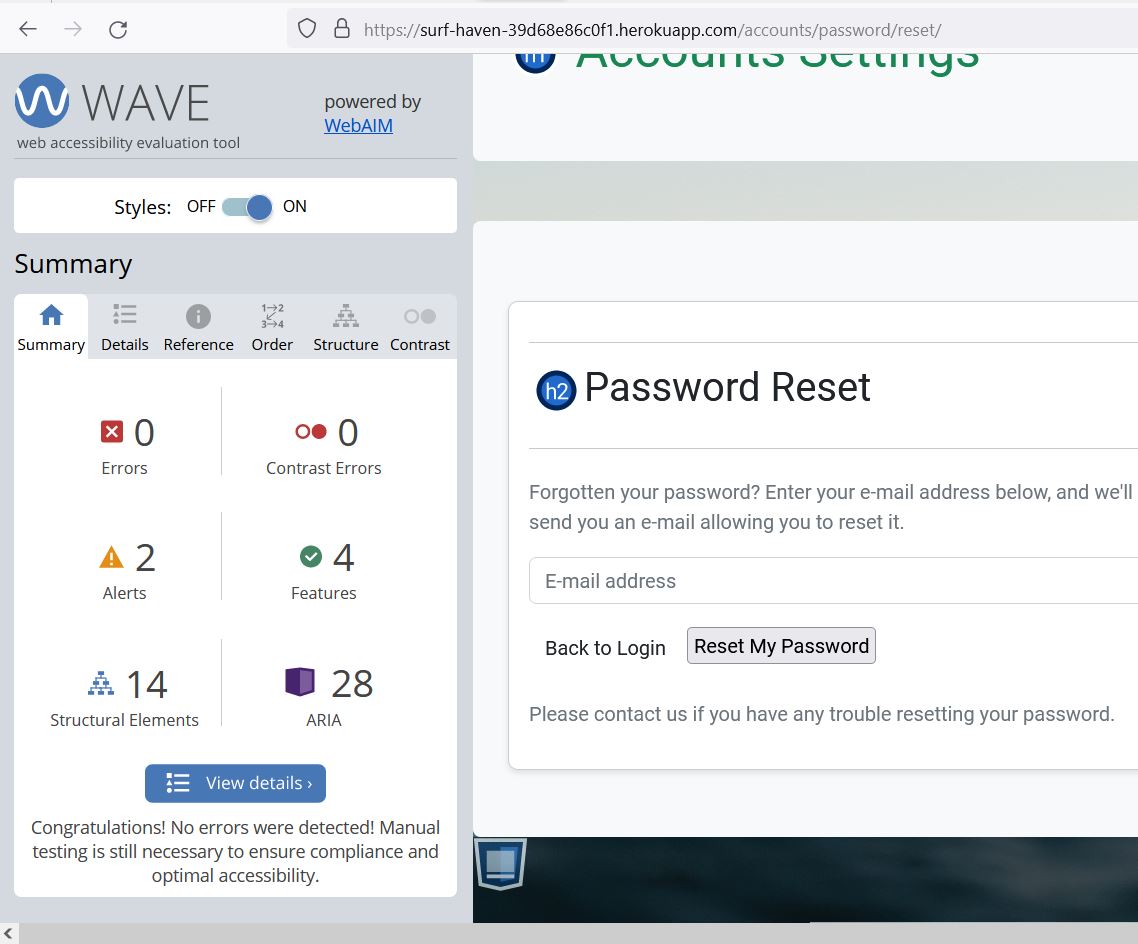 https://surf-haven-39d68e86c0f1.herokuapp.com/accounts/password/reset/
WAVE
web accessibility evaluation tool
powered by
WebAIM
Styles: OFF ON
Summary
Summary Details Reference Order Structure Contrast
1 2
3 4
0
Errors
0
Contrast Errors
2
Alerts
4
Features
14
Structural Elements
28
ARIA
View details ›
Congratulations! No errors were detected! Manual
testing is still necessary to ensure compliance and
optimal accessibility.
h1 Accounts Settings
h2 Password Reset
Forgotten your password? Enter your e-mail address below, and we'll
send you an e-mail allowing you to reset it.
E-mail address
Back to Login Reset My Password
Please contact us if you have any trouble resetting your password.